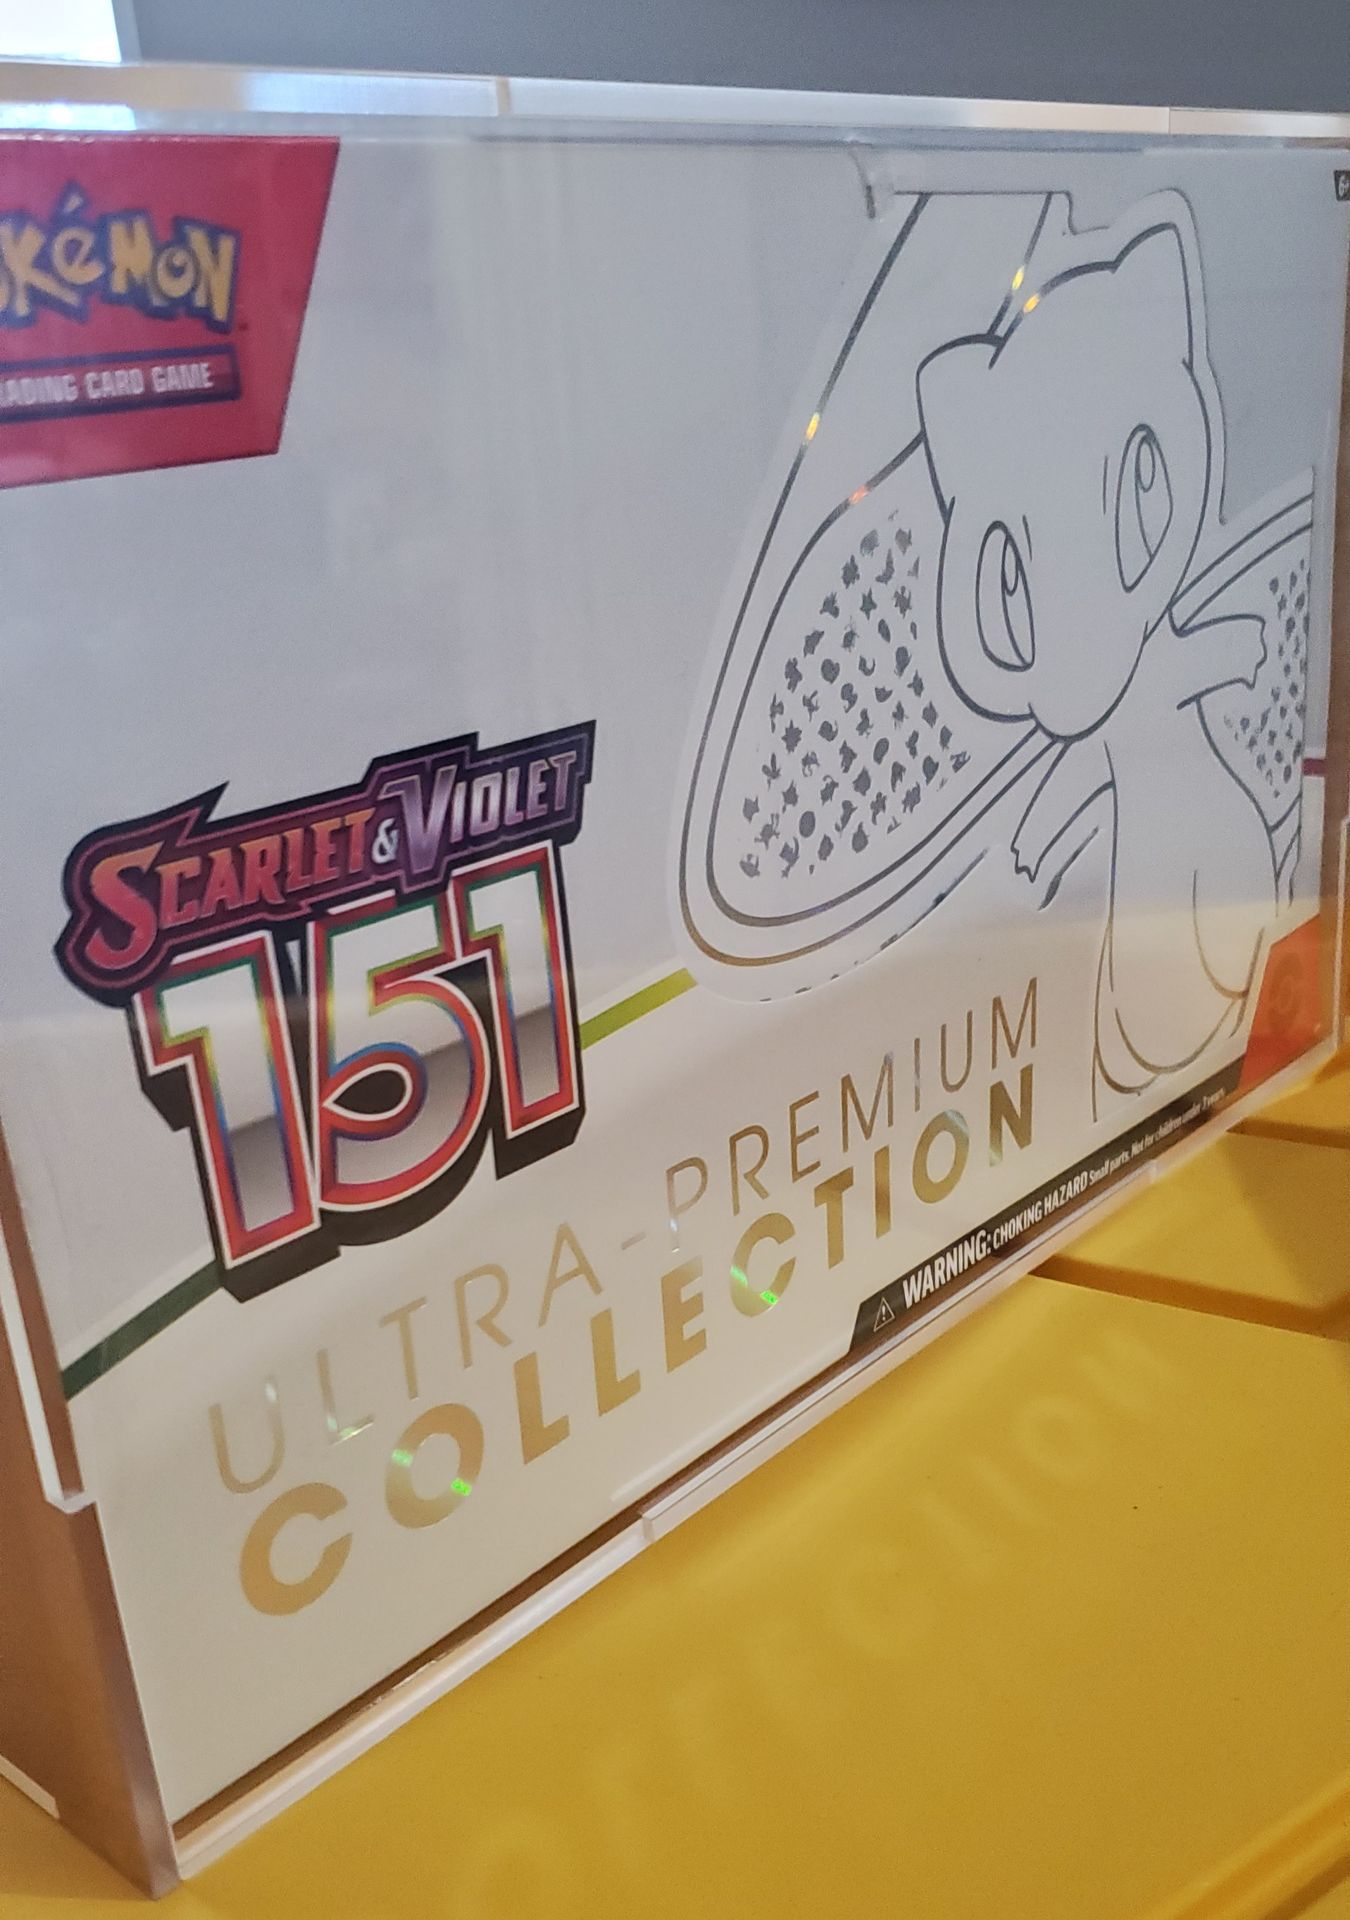 POKéMON
TRADING CARD GAME
SCARLET & VIOLET
151
ULTRA-PREMIUM
COLLECTION
WARNING: CHOKING HAZARD Small parts. Not for children under 3 years.